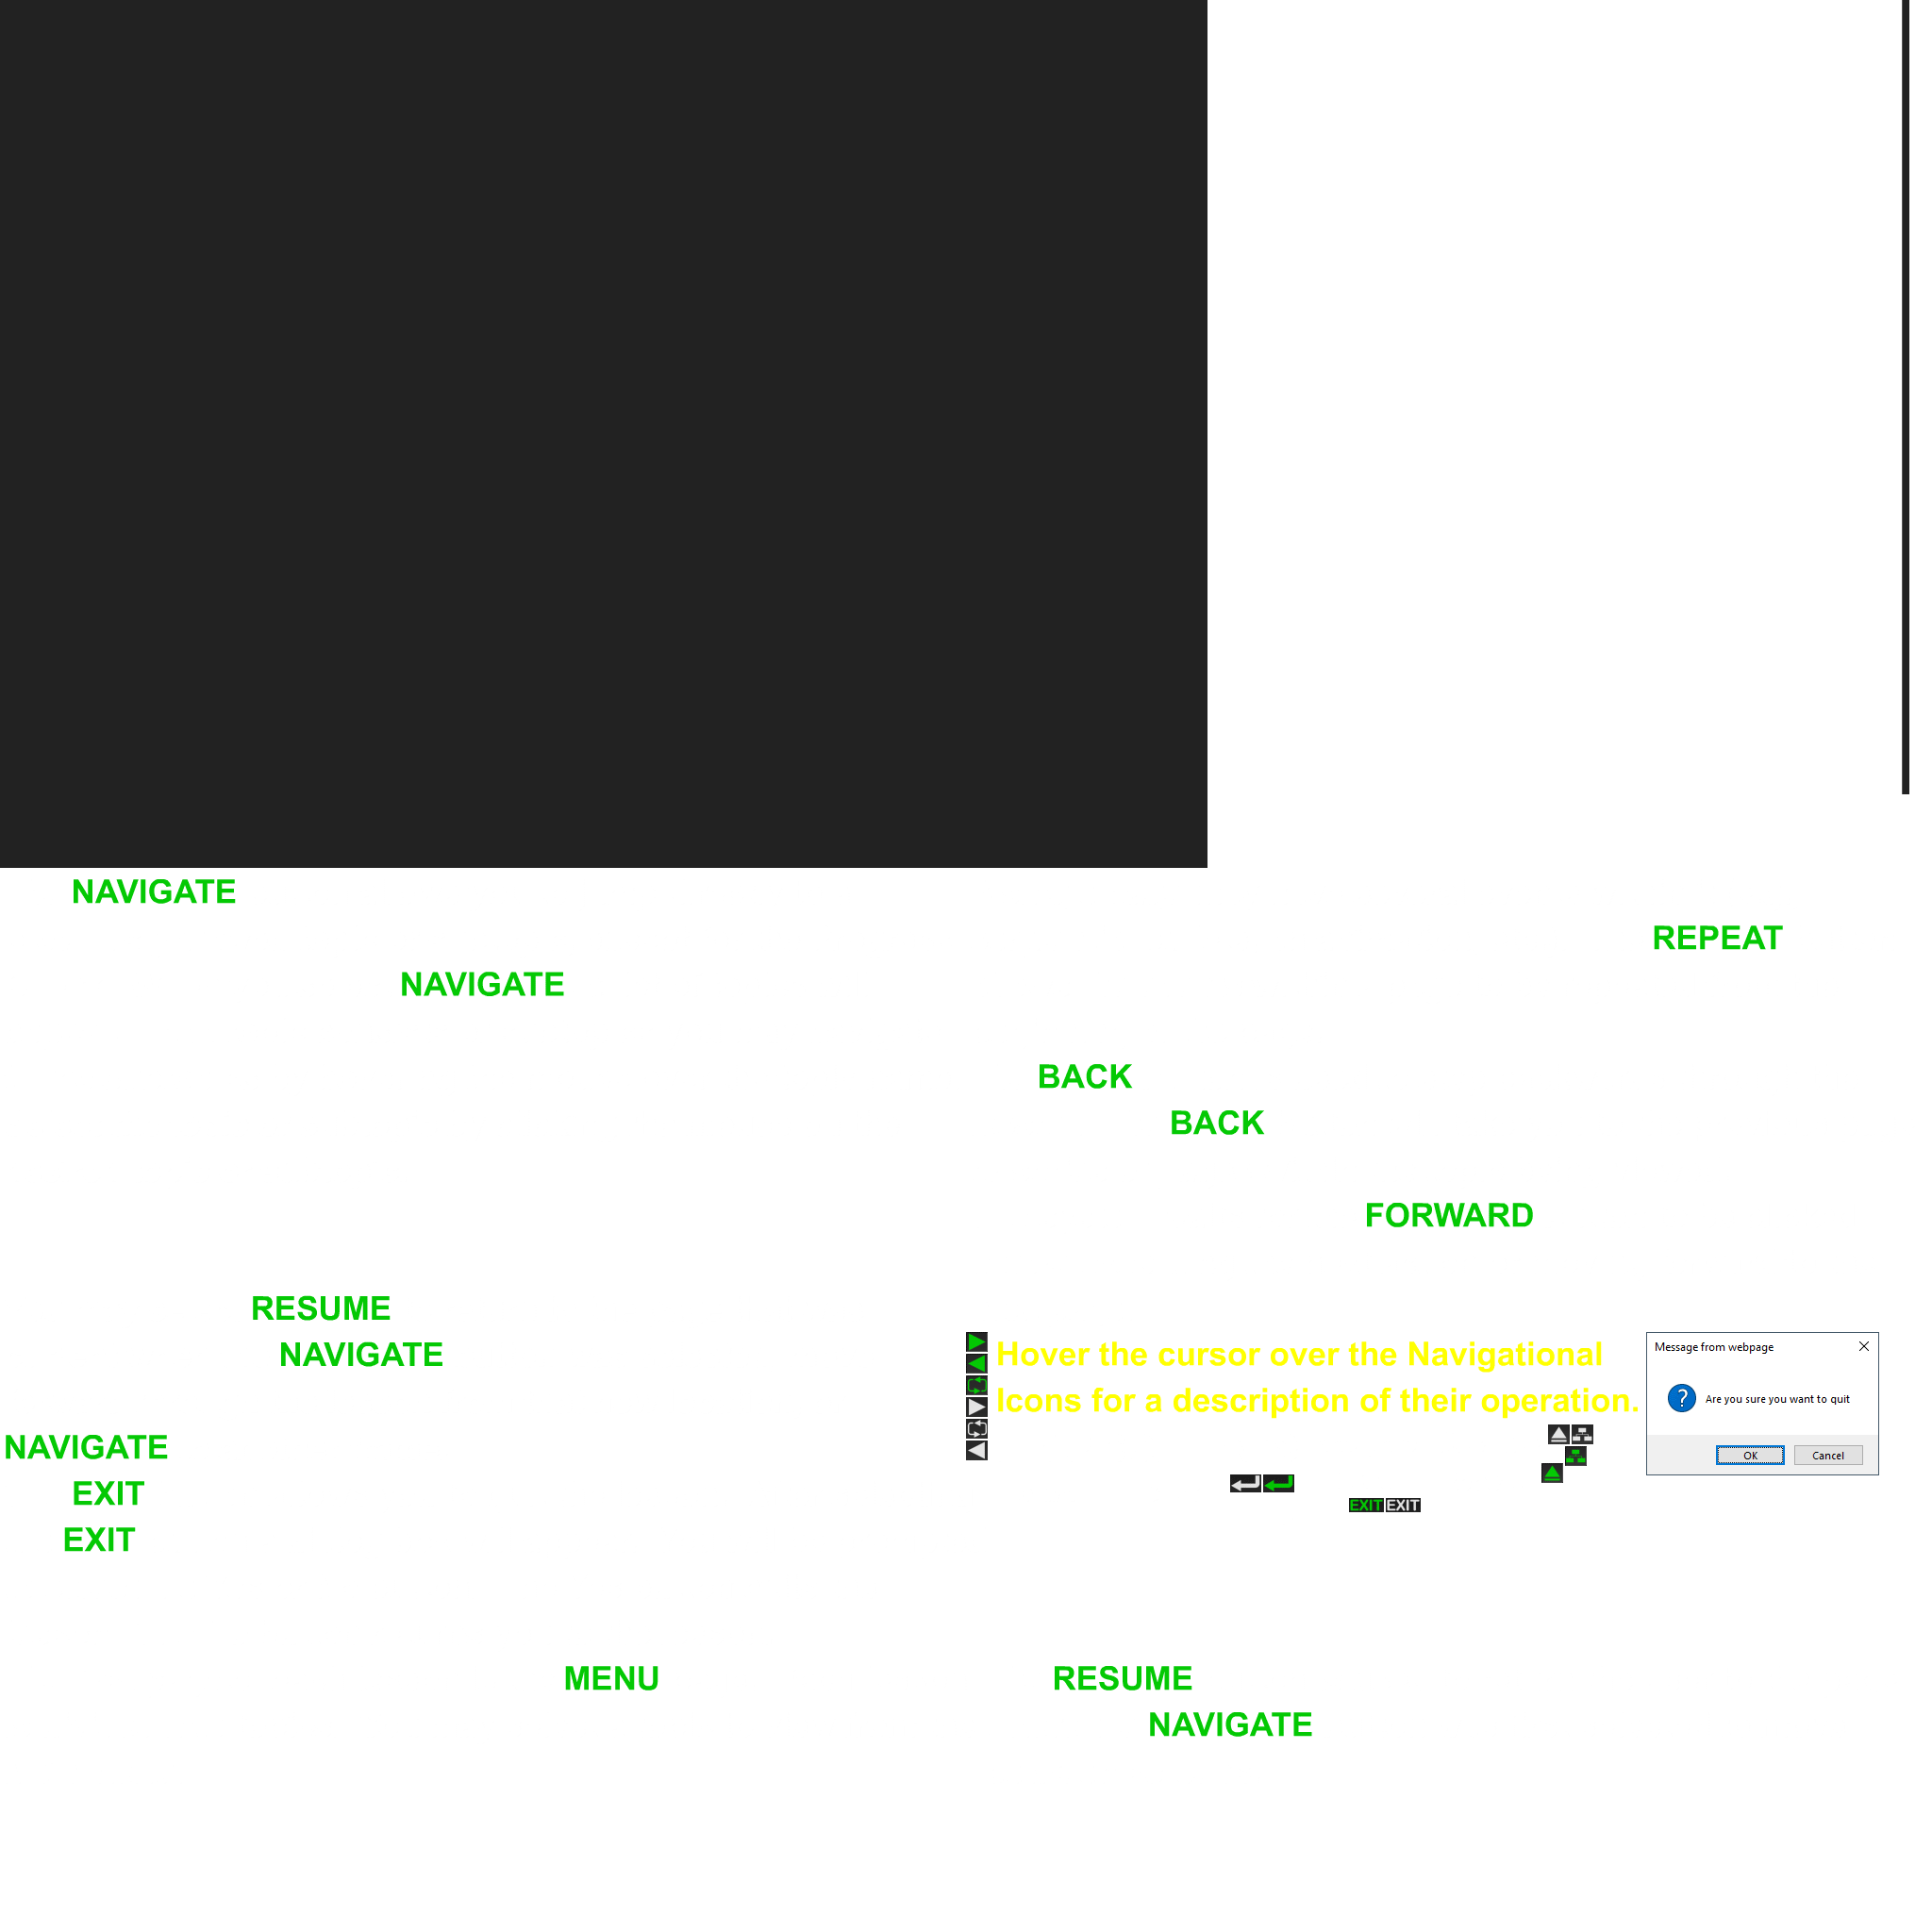 NAVIGATE
REPEAT
NAVIGATE
BACK
BACK
FORWARD
RESUME
NAVIGATE
Hover the cursor over the Navigational
Icons for a description of their operation.
Message from webpage
Are you sure you want to quit
OK Cancel
NAVIGATE
EXIT
EXIT EXIT
EXIT
MENU RESUME
NAVIGATE